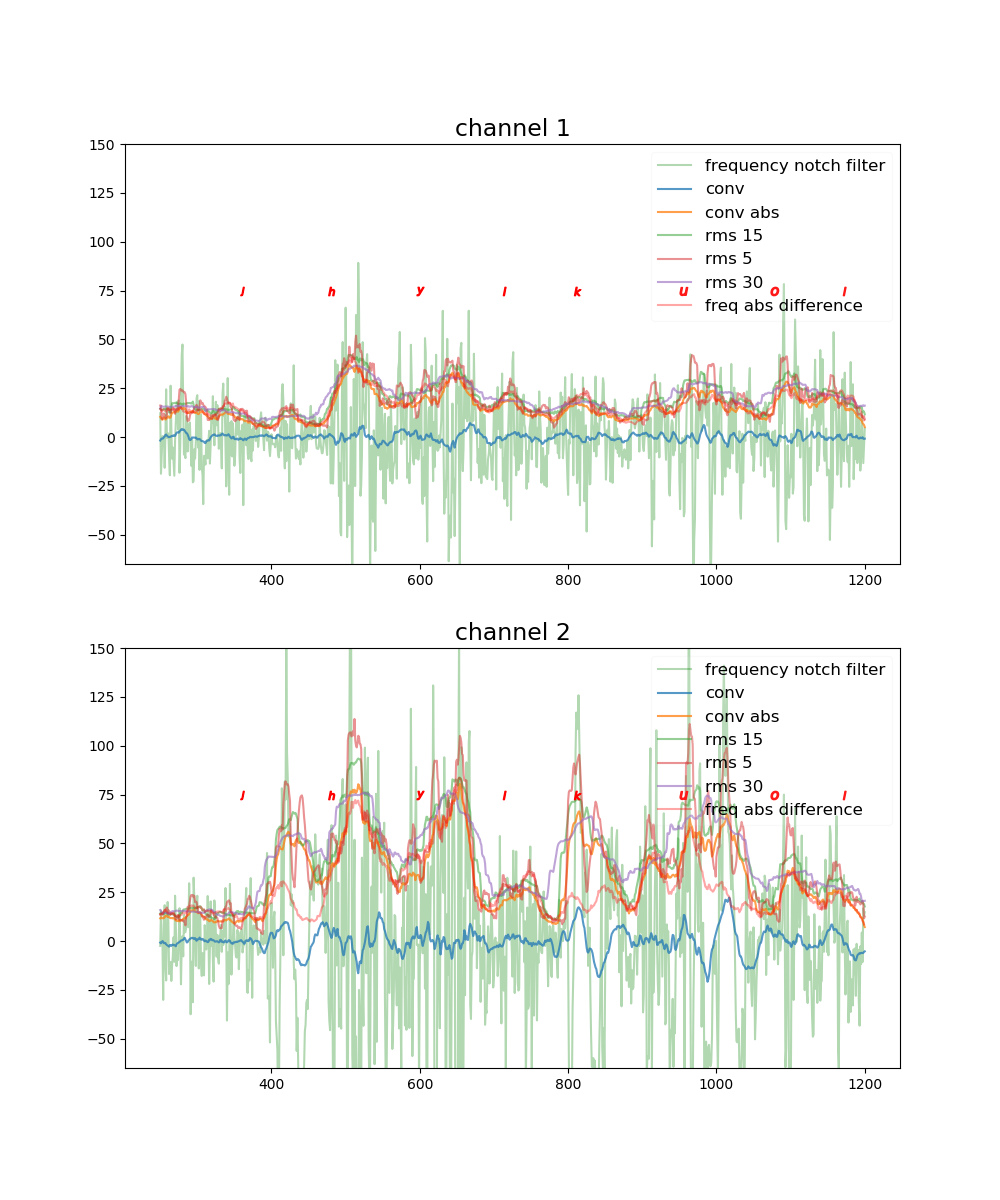 channel 1
150
125
100
75
50
25
0
−25
−50
frequency notch filter
conv
conv abs
rms 15
rms 5
rms 30
freq abs difference
j h y l k u o l
400 600 800 1000 1200
channel 2
150
125
100
75
50
25
0
−25
−50
frequency notch filter
conv
conv abs
rms 15
rms 5
rms 30
freq abs difference
j h y l k u o l
400 600 800 1000 1200